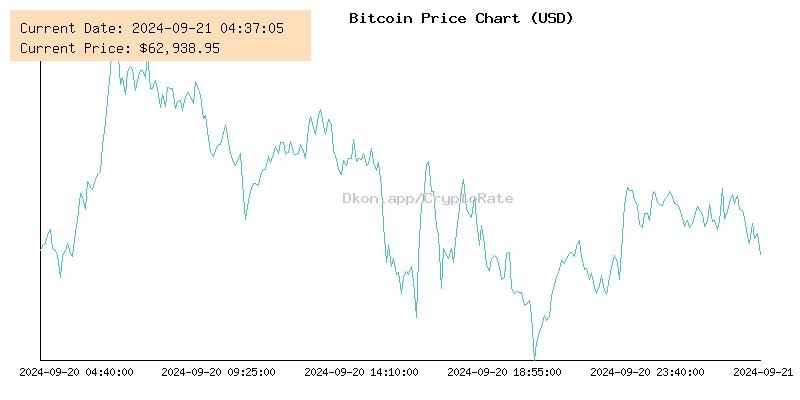 Bitcoin Price Chart (USD)
Current Date: 2024-09-21 04:37:05
Current Price: $62,938.95
Dkon.app/CryptoRate
2024-09-20 04:40:00 2024-09-20 09:25:00 2024-09-20 14:10:00 2024-09-20 18:55:00 2024-09-20 23:40:00 2024-09-21